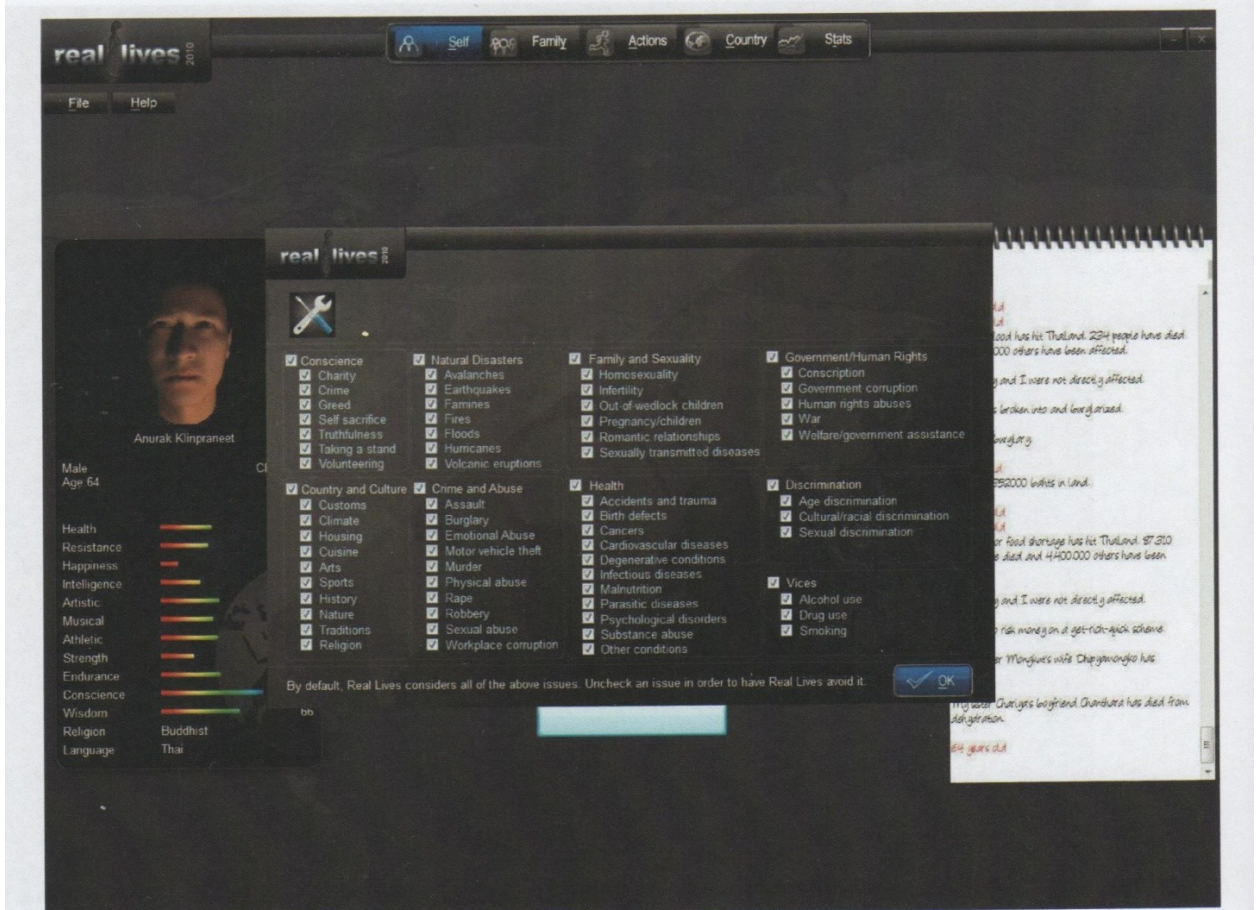 real lives 2010
Self
Family
Actions
Country
Stats
File
Help
Anurak Klinpraneet
Male
Age 64
Health
Resistance
Happiness
Intelligence
Artistic
Musical
Athletic
Strength
Endurance
Conscience
Wisdom 66
Religion Buddhist
Language Thai
real lives 2010
Conscience
Charity
Crime
Greed
Self sacrifice
Truthfulness
Taking a stand
Volunteering
Natural Disasters
Avalanches
Earthquakes
Famines
Fires
Floods
Hurricanes
Volcanic eruptions
Family and Sexuality
Homosexuality
Infertility
Out-of-wedlock children
Pregnancy/children
Romantic relationships
Sexually transmitted diseases
Government/Human Rights
Conscription
Government corruption
Human rights abuses
War
Welfare/government assistance
Country and Culture
Customs
Climate
Housing
Cuisine
Arts
Sports
History
Nature
Traditions
Religion
Crime and Abuse
Assault
Burglary
Emotional Abuse
Motor vehicle theft
Murder
Physical abuse
Rape
Robbery
Sexual abuse
Workplace corruption
Health
Accidents and trauma
Birth defects
Cancers
Cardiovascular diseases
Degenerative conditions
Infectious diseases
Malnutrition
Parasitic diseases
Psychological disorders
Substance abuse
Other conditions
Discrimination
Age discrimination
Cultural/racial discrimination
Sexual discrimination
Vices
Alcohol use
Drug use
Smoking
By default, Real Lives considers all of the above issues. Uncheck an issue in order to have Real Lives avoid it.
OK
has hit Thailand. 234 people have died
000 others have been affected.
and I were not directly affected.
broken into and burglarized.
burglary.
352000 bahts in land.
food shortage has hit Thailand. 87,310
died and 4,400,000 others have been
and I were not directly affected.
risk money on a get-rich-quick scheme.
wife has
boyfriend Chanthard has died from
dehydration.
64 years old